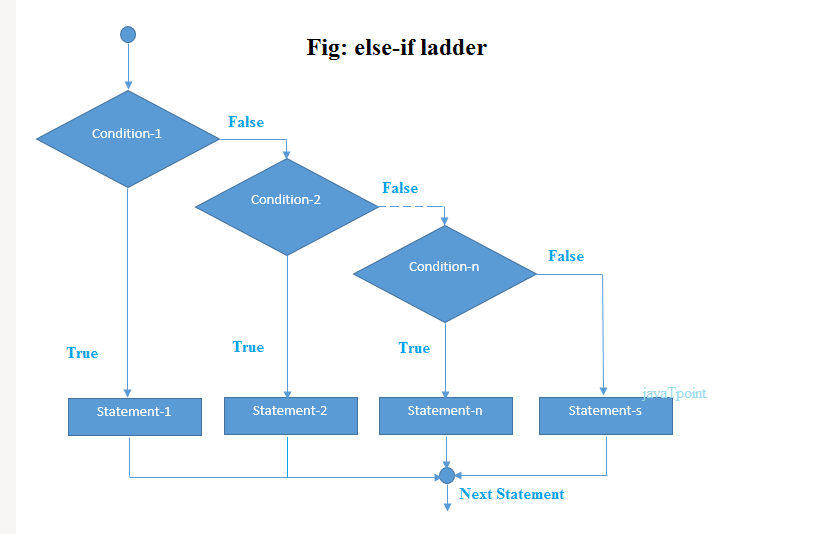 Fig: else-if ladder
False
Condition-1
False
Condition-2
False
Condition-n
True
True
True
javaTpoint
Statement-1
Statement-2
Statement-n
Statement-s
Next Statement